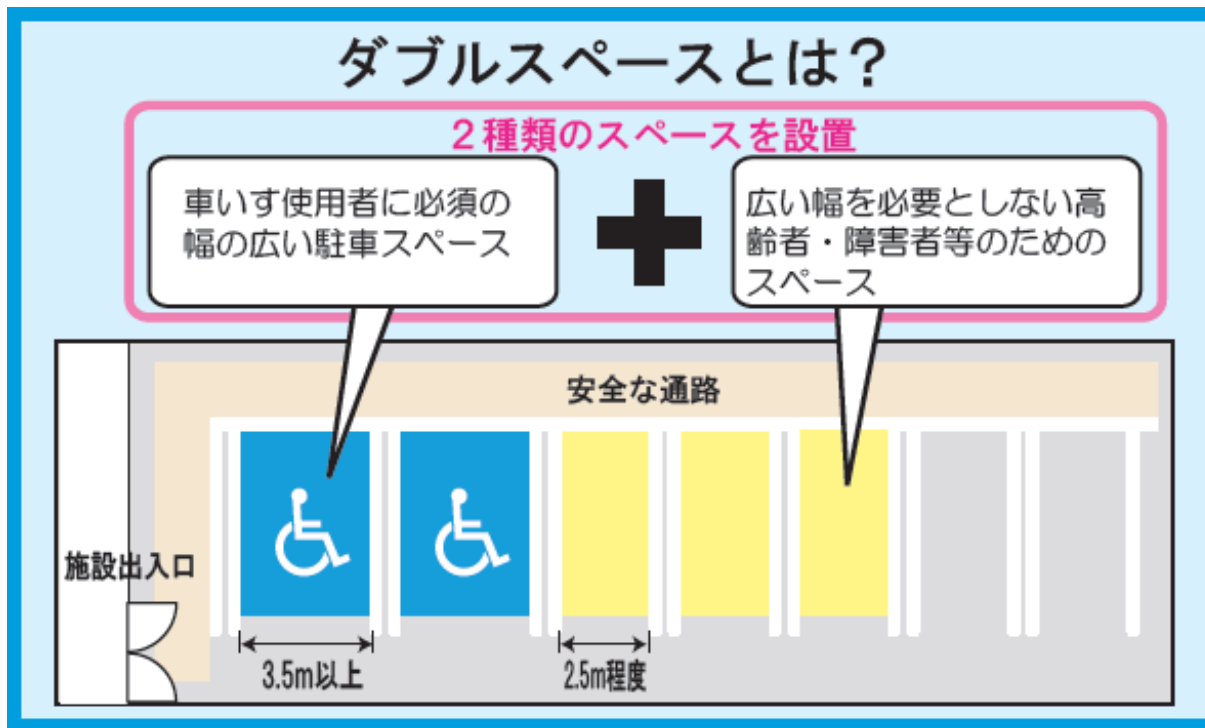 ダブルスペースとは?
2種類のスペースを設置
車いす使用者に必須の
幅の広い駐車スペース
広い幅を必要としない高
齢者・障害者等のための
スペース
安全な通路
施設出入口
3.5m以上
2.5m程度